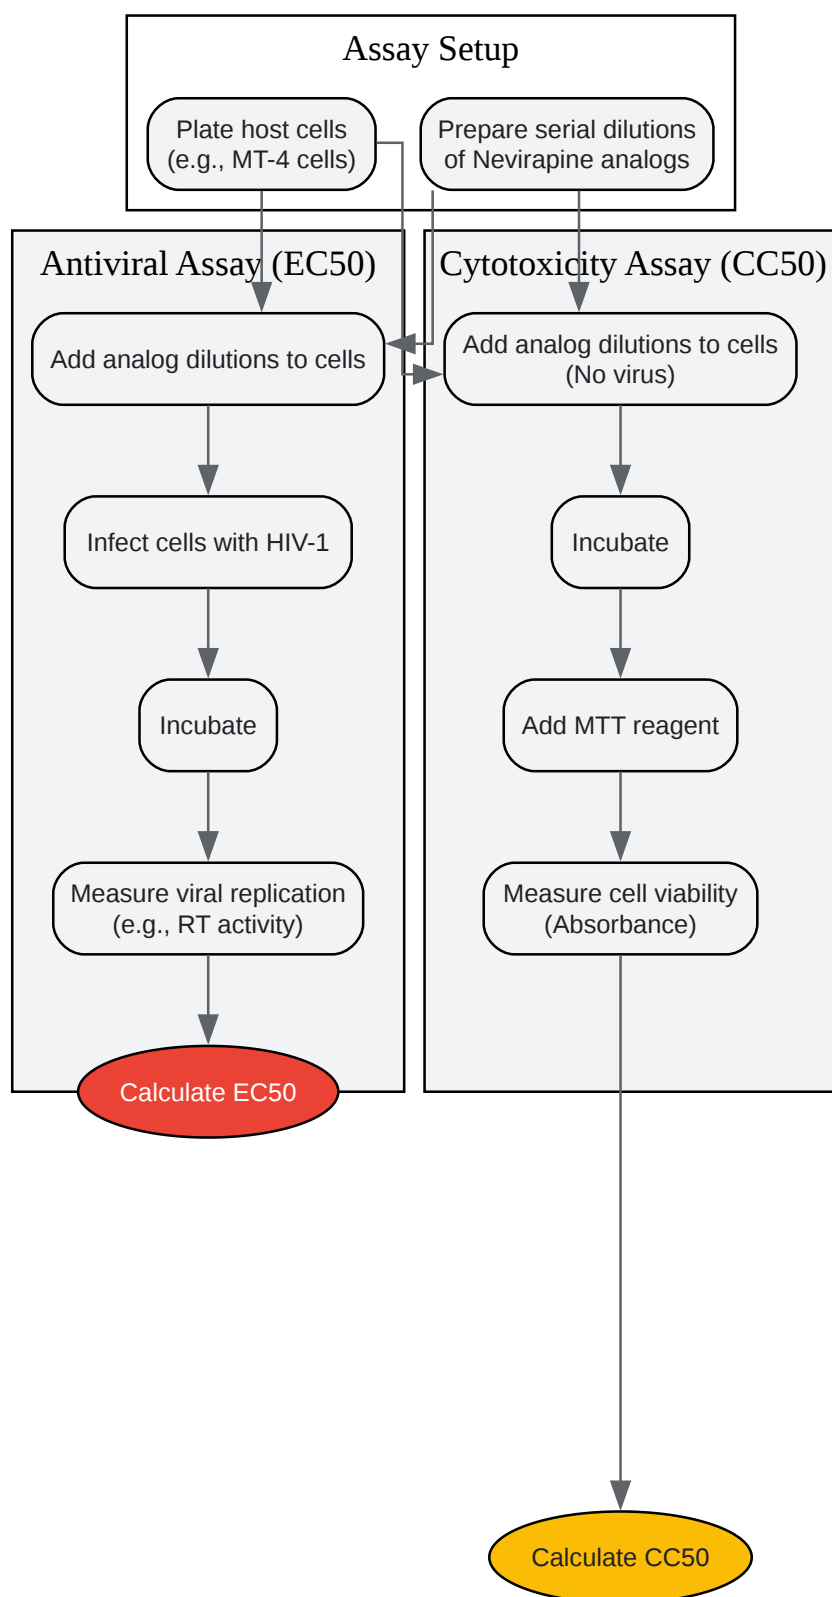 Assay Setup
Plate host cells
(e.g., MT-4 cells)
Prepare serial dilutions
of Nevirapine analogs
Antiviral Assay (EC50)
Add analog dilutions to cells
Infect cells with HIV-1
Incubate
Measure viral replication
(e.g., RT activity)
Calculate EC50
Cytotoxicity Assay (CC50)
Add analog dilutions to cells
(No virus)
Incubate
Add MTT reagent
Measure cell viability
(Absorbance)
Calculate CC50